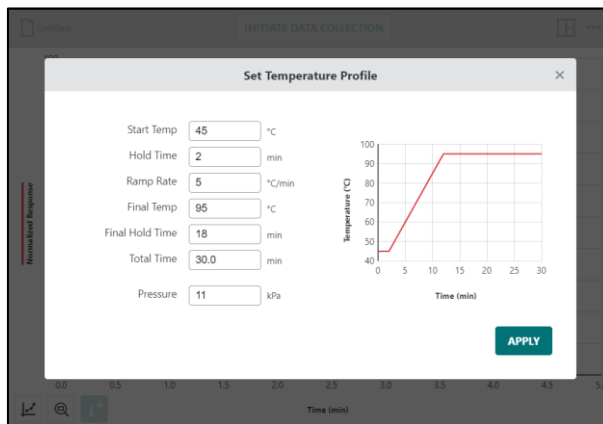 Untitled
INITIATE DATA COLLECTION
Set Temperature Profile
Start Temp 45 °C
Hold Time 2 min
Ramp Rate 5 °C/min
Final Temp 95 °C
Final Hold Time 18 min
Total Time 30.0 min
Pressure 11 kPa
Temperature (°C)
100
90
80
70
60
50
40
0 5 10 15 20 25 30
Time (min)
APPLY
Normalized Response
0.0 0.5 1.0 1.5 2.0 2.5 3.0 3.5 4.0 4.5
Time (min)